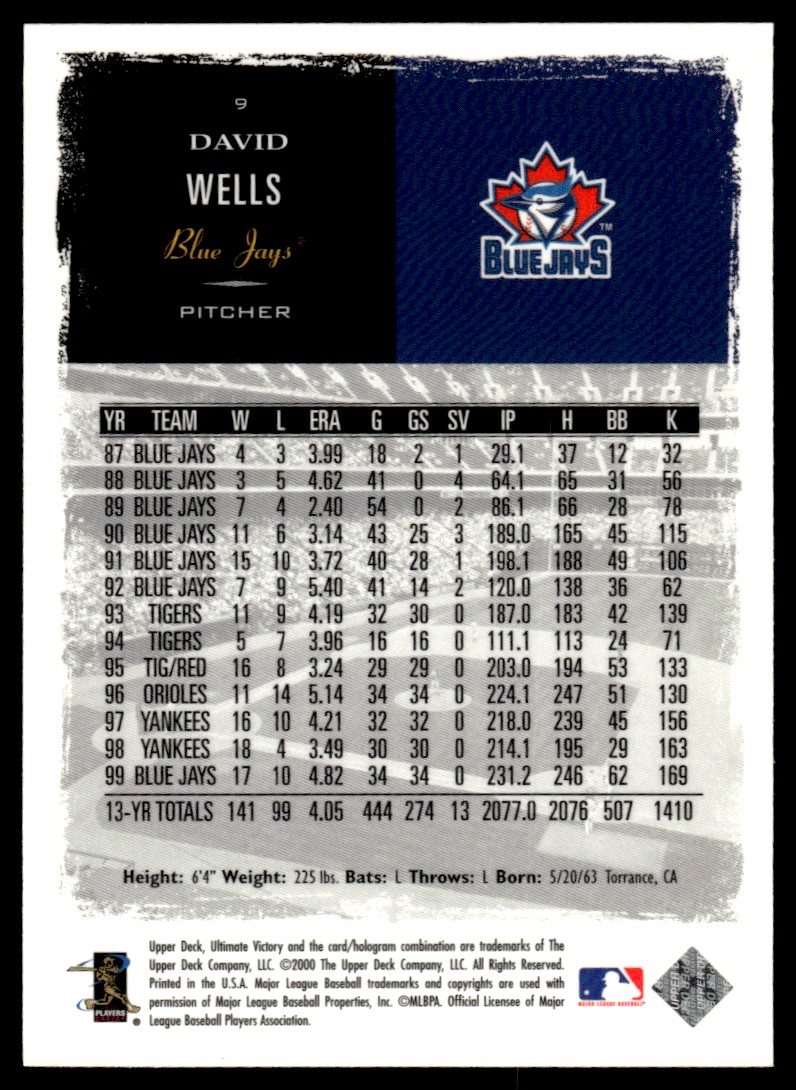 9
DAVID
WELLS
Blue Jays
PITCHER
BLUE JAYS TM
YR TEAM W L ERA G GS SV IP H BB K
87 BLUE JAYS 4 3 3.99 18 2 1 29.1 37 12 32
88 BLUE JAYS 3 5 4.62 41 0 4 64.1 65 31 56
89 BLUE JAYS 7 4 2.40 54 0 2 86.1 66 28 78
90 BLUE JAYS 11 6 3.14 43 25 3 189.0 165 45 115
91 BLUE JAYS 15 10 3.72 40 28 1 198.1 188 49 106
92 BLUE JAYS 7 9 5.40 41 14 2 120.0 138 36 62
93 TIGERS 11 9 4.19 32 30 0 187.0 183 42 139
94 TIGERS 5 7 3.96 16 16 0 111.1 113 24 71
95 TIG/RED 16 8 3.24 29 29 0 203.0 194 53 133
96 ORIOLES 11 14 5.14 34 34 0 224.1 247 51 130
97 YANKEES 16 10 4.21 32 32 0 218.0 239 45 156
98 YANKEES 18 4 3.49 30 30 0 214.1 195 29 163
99 BLUE JAYS 17 10 4.82 34 34 0 231.2 246 62 169
13-YR TOTALS 141 99 4.05 444 274 13 2077.0 2076 507 1410
Height: 6'4" Weight: 225 lbs. Bats: L Throws: L Born: 5/20/63 Torrance, CA
Upper Deck, Ultimate Victory and the card/hologram combination are trademarks of The
Upper Deck Company, LLC. ©2000 The Upper Deck Company, LLC. All Rights Reserved.
Printed in the U.S.A. Major League Baseball trademarks and copyrights are used with
permission of Major League Baseball Properties, Inc. ©MLBPA. Official Licensee of Major
League Baseball Players Association.
PLAYERS
CHOICE
®
MAJOR LEAGUE BASEBALL
UPPER DECK